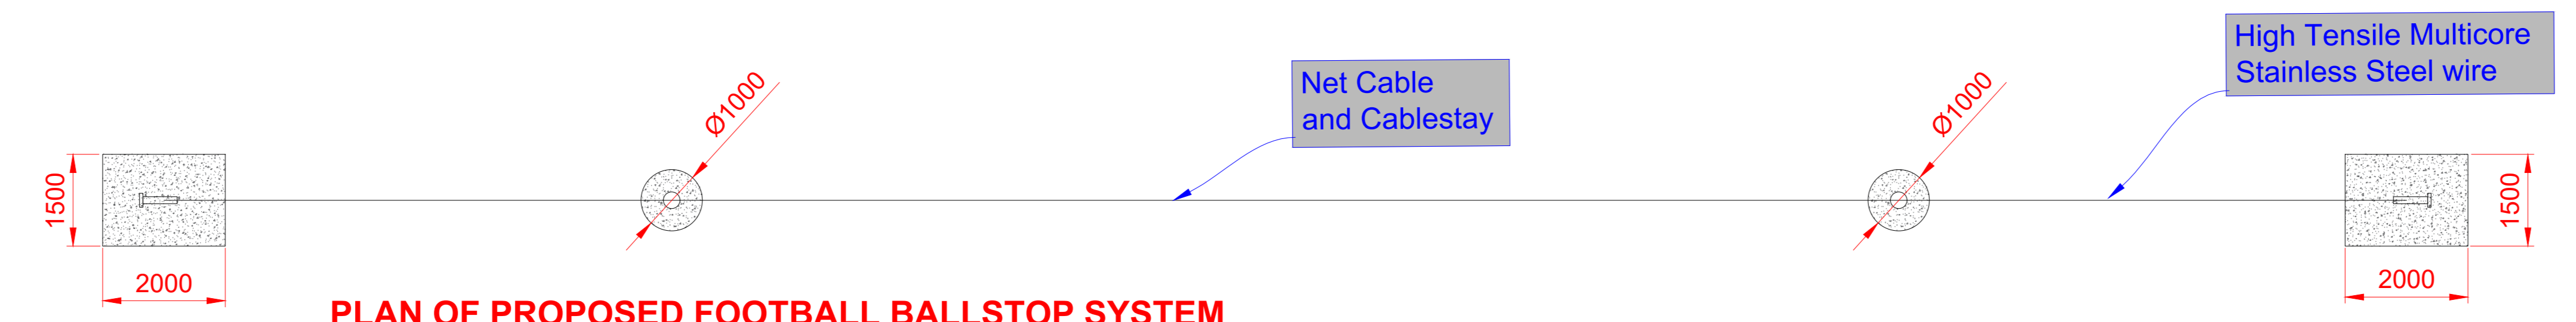 High Tensile Multicore
Stainless Steel wire
Net Cable
and Cablestay
Ø1000
Ø1000
1500
1500
2000
2000
PLAN OF PROPOSED FOOTBALL BALLSTOP SYSTEM